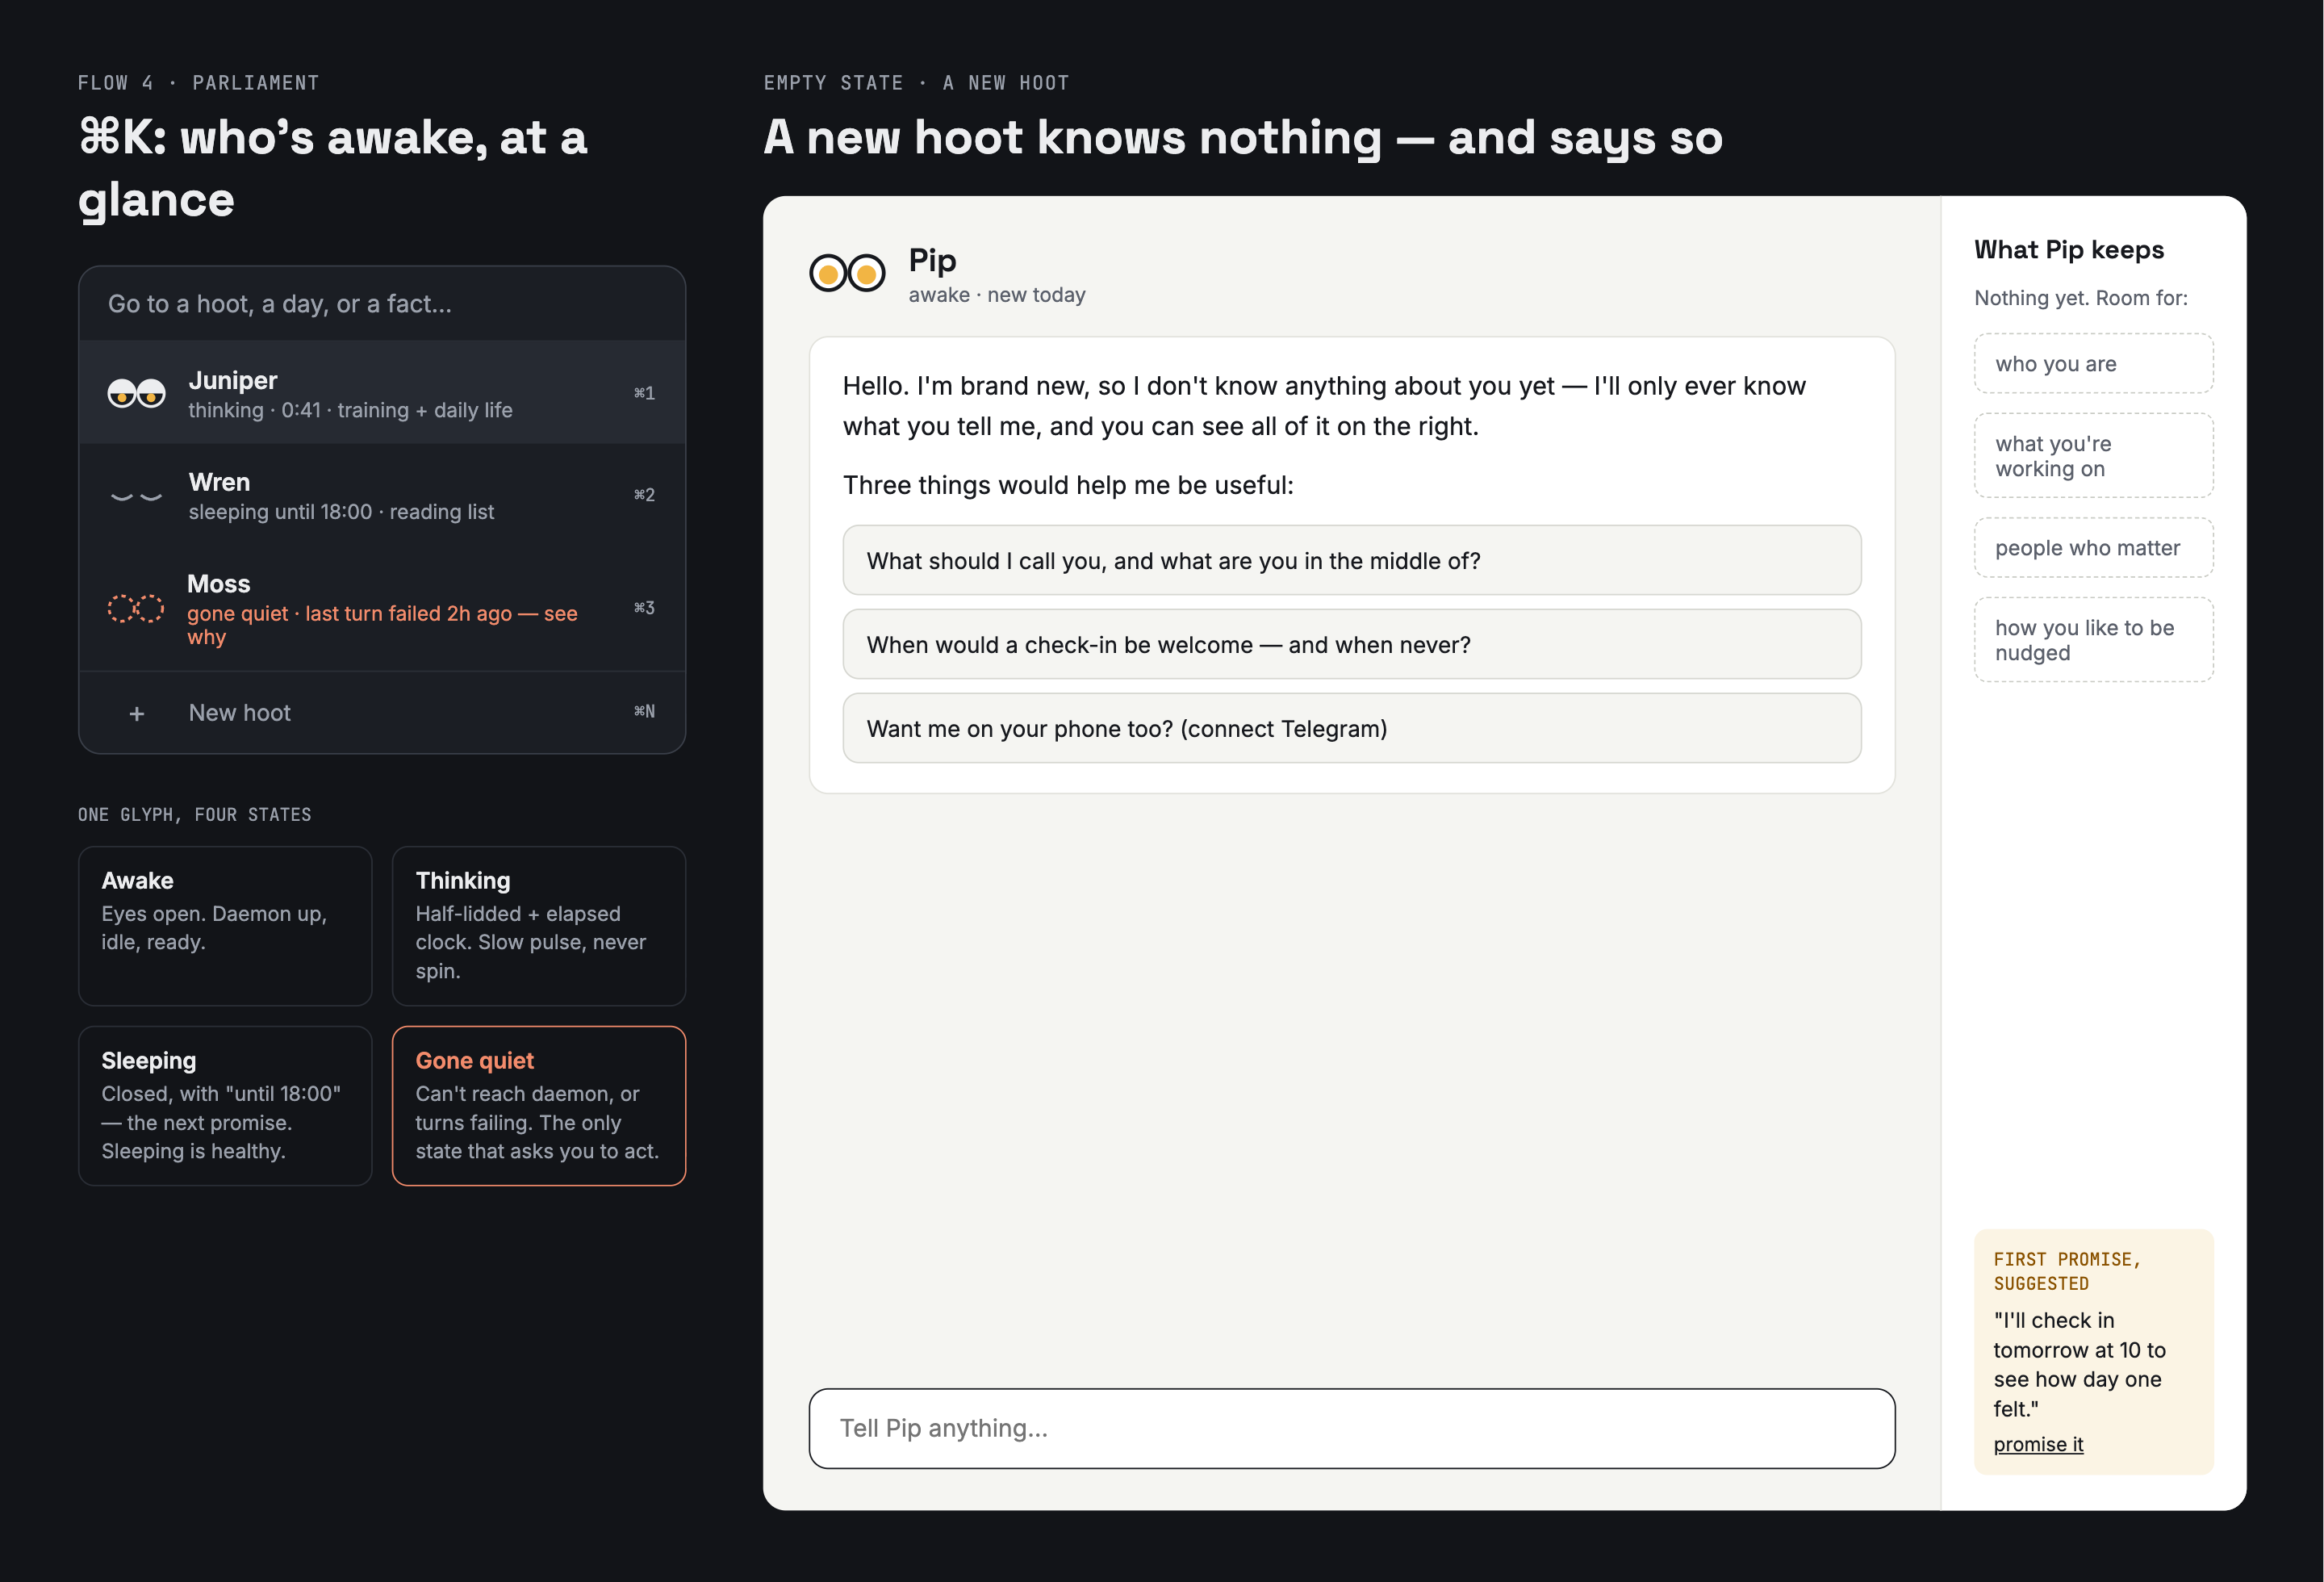 FLOW 4 · PARLIAMENT
⌘K: who’s awake, at a
glance
Go to a hoot, a day, or a fact...
Juniper
thinking · 0:41 · training + daily life
⌘1
Wren
sleeping until 18:00 · reading list
⌘2
Moss
gone quiet · last turn failed 2h ago — see
why
⌘3
+ New hoot
⌘N
ONE GLYPH, FOUR STATES
Awake
Eyes open. Daemon up,
idle, ready.
Thinking
Half-lidded + elapsed
clock. Slow pulse, never
spin.
Sleeping
Closed, with "until 18:00"
— the next promise.
Sleeping is healthy.
Gone quiet
Can't reach daemon, or
turns failing. The only
state that asks you to act.
EMPTY STATE · A NEW HOOT
A new hoot knows nothing — and says so
Pip
awake · new today
Hello. I'm brand new, so I don't know anything about you yet — I'll only ever know
what you tell me, and you can see all of it on the right.
Three things would help me be useful:
What should I call you, and what are you in the middle of?
When would a check-in be welcome — and when never?
Want me on your phone too? (connect Telegram)
Tell Pip anything...
What Pip keeps
Nothing yet. Room for:
who you are
what you're
working on
people who matter
how you like to be
nudged
FIRST PROMISE,
SUGGESTED
"I'll check in
tomorrow at 10 to
see how day one
felt."
promise it